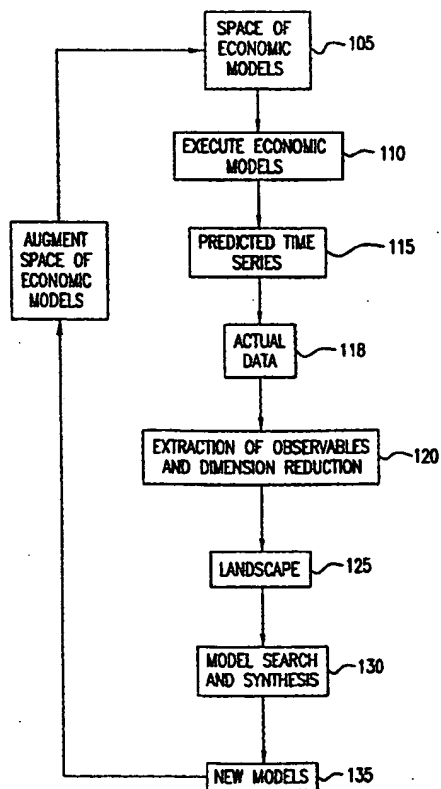 SPACE OF
ECONOMIC
MODELS
105
EXECUTE ECONOMIC
MODELS
110
PREDICTED TIME
SERIES
115
AUGMENT
SPACE OF
ECONOMIC
MODELS
ACTUAL
DATA
118
EXTRACTION OF OBSERVABLES
AND DIMENSION REDUCTION
120
LANDSCAPE
125
MODEL SEARCH
AND SYNTHESIS
130
NEW MODELS
135